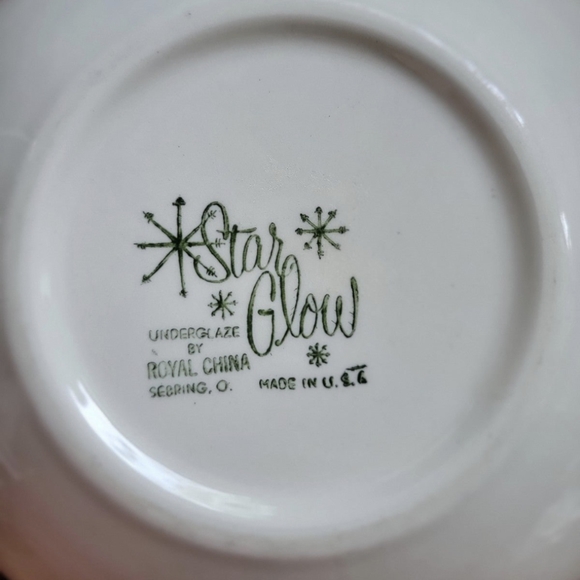 Star
Glow
UNDERGLAZE
BY
ROYAL CHINA
SEBRING, O.
MADE IN U.S.